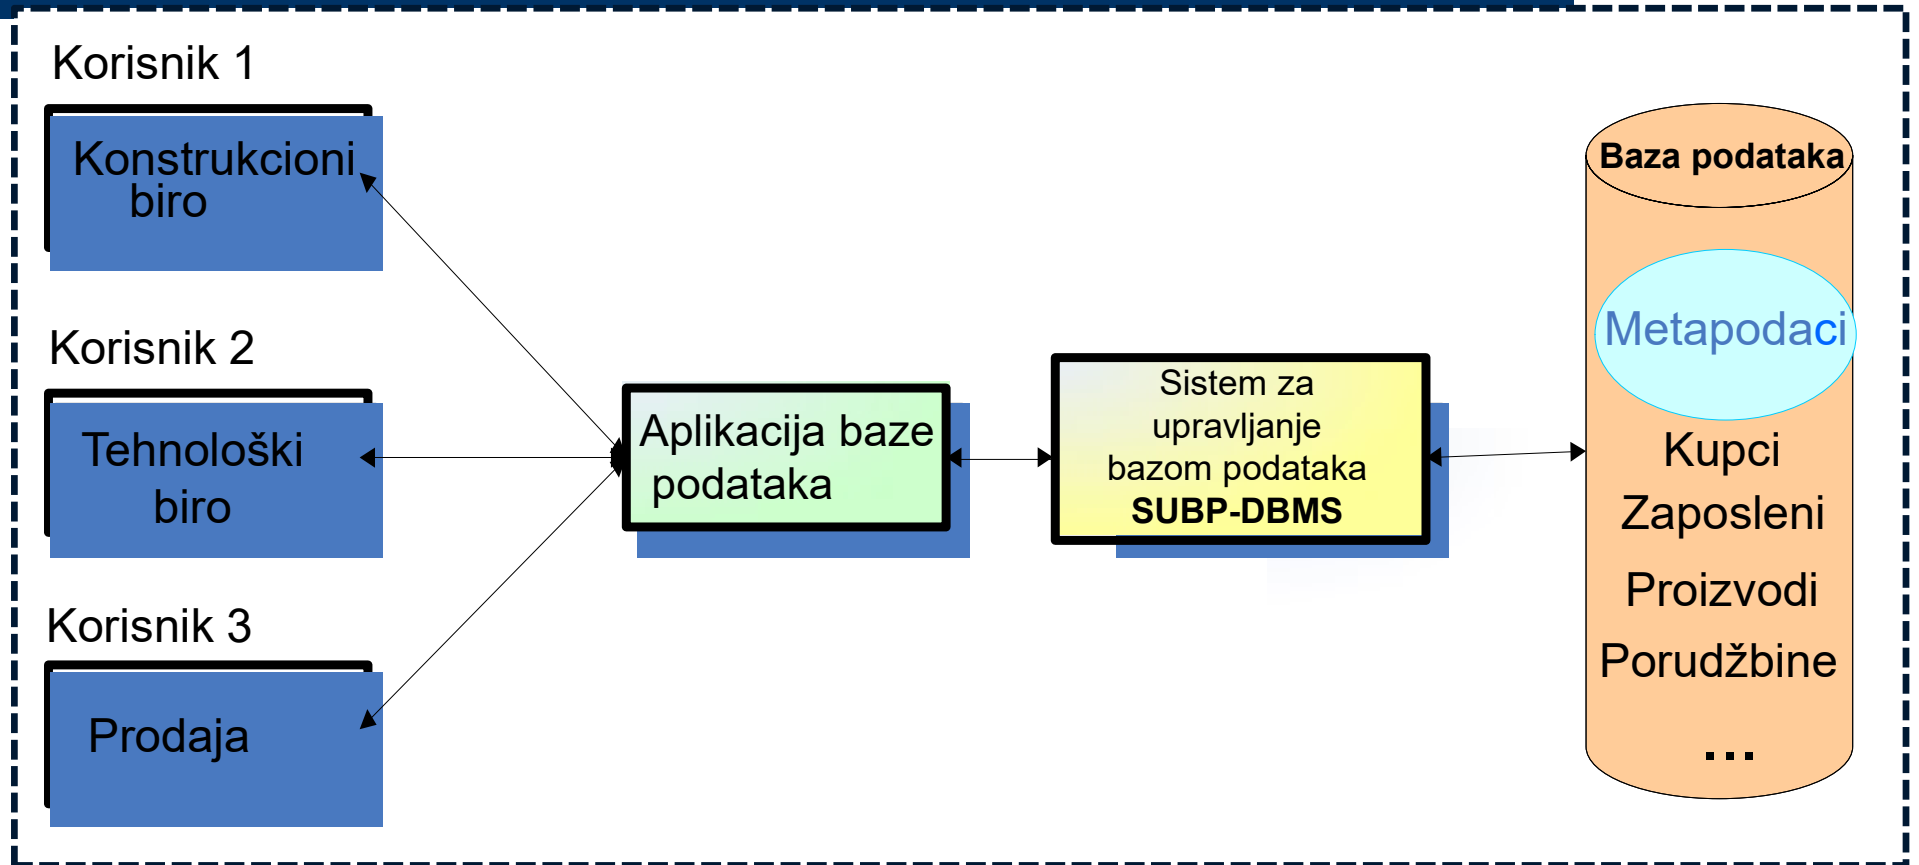 Korisnik 1
Konstrukcioni
biro
Korisnik 2
Tehnološki
biro
Korisnik 3
Prodaja
Aplikacija baze
podataka
Sistem za
upravljanje
bazom podataka
SUBP-DBMS
Baza podataka
Metapodaci
Kupci
Zaposleni
Proizvodi
Porudžbine
...